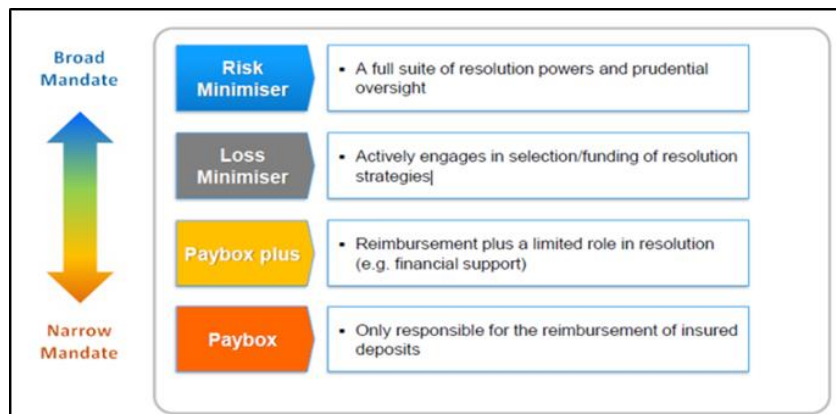 Broad
Mandate
Risk
Minimiser
▪ A full suite of resolution powers and prudential
oversight
Loss
Minimiser
▪ Actively engages in selection/funding of resolution
strategies|
Paybox plus
▪ Reimbursement plus a limited role in resolution
(e.g. financial support)
Narrow
Mandate
Paybox
▪ Only responsible for the reimbursement of insured
deposits